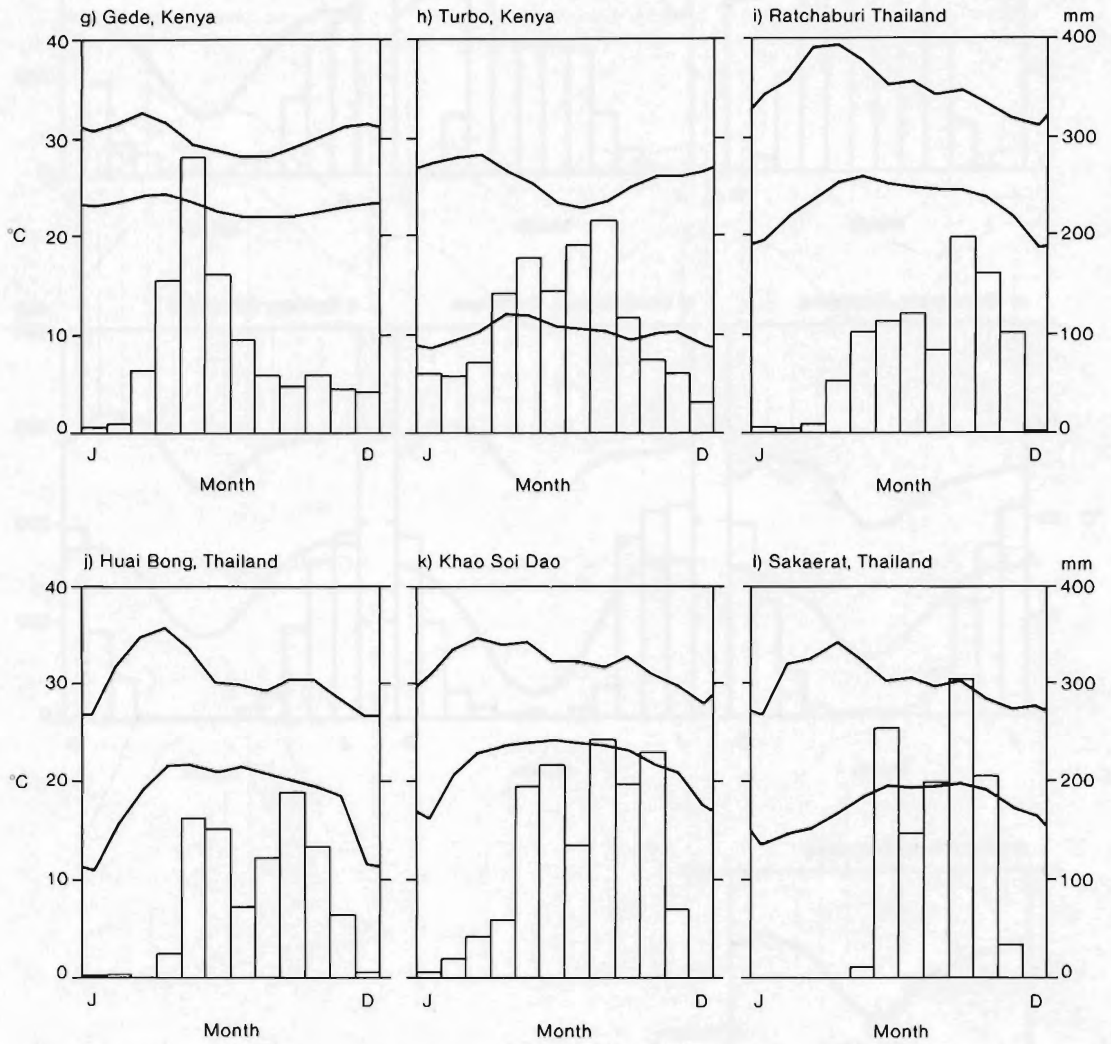 g) Gede, Kenya
h) Turbo, Kenya
i) Ratchaburi Thailand
mm
40
30
20
10
0
°C
400
300
200
100
0
J
D
J
D
J
D
Month
Month
Month
j) Huai Bong, Thailand
k) Khao Soi Dao
l) Sakaerat, Thailand
mm
40
30
20
10
0
°C
400
300
200
100
0
J
D
J
D
J
D
Month
Month
Month